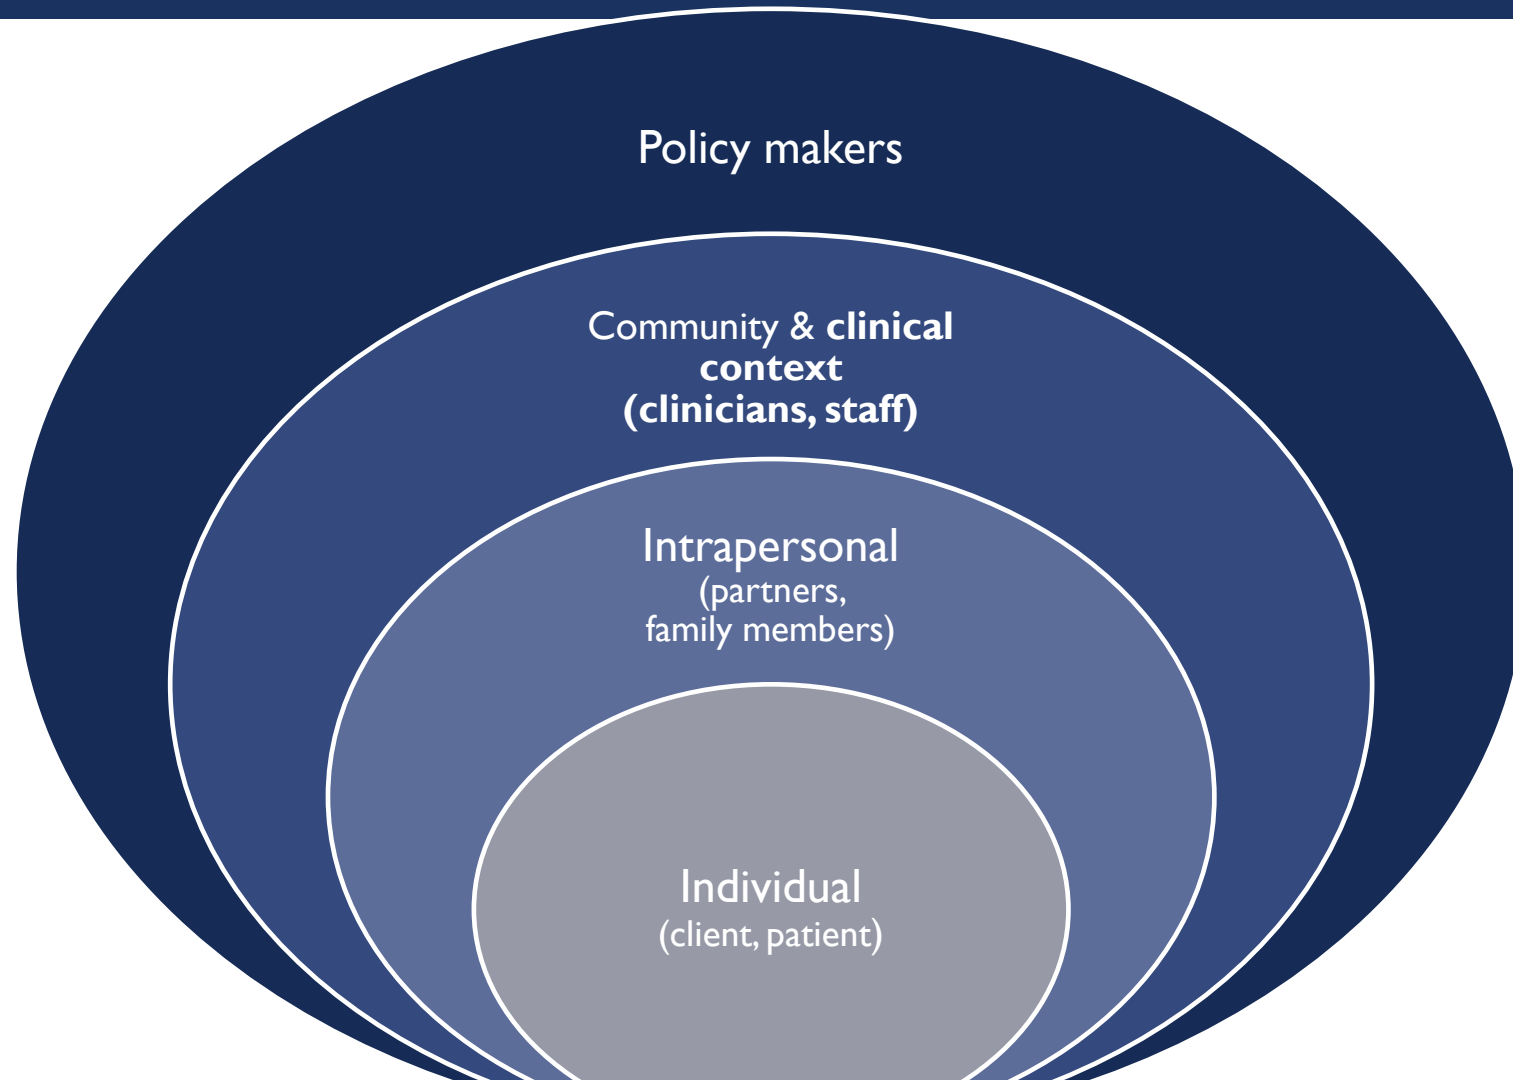 Policy makers
Community & clinical
context
(clinicians, staff)
Intrapersonal
(partners,
family members)
Individual
(client, patient)